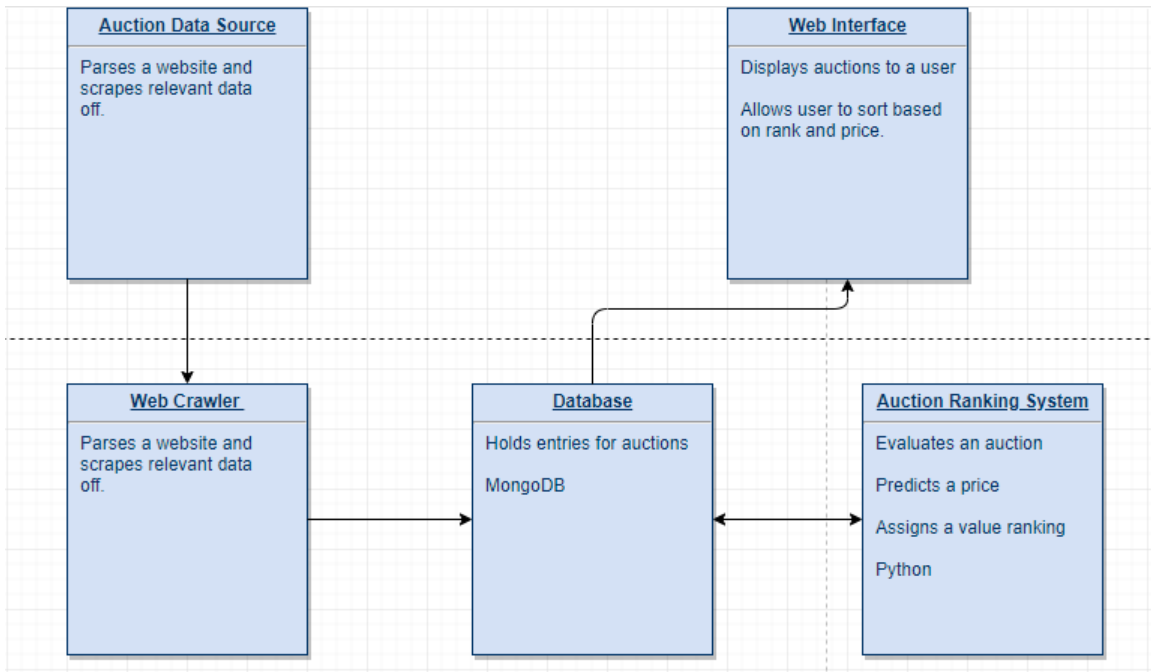 Auction Data Source
Parses a website and
scrapes relevant data
off.
Web Interface
Displays auctions to a user
Allows user to sort based
on rank and price.
Web Crawler
Parses a website and
scrapes relevant data
off.
Database
Holds entries for auctions
MongoDB
Auction Ranking System
Evaluates an auction
Predicts a price
Assigns a value ranking
Python